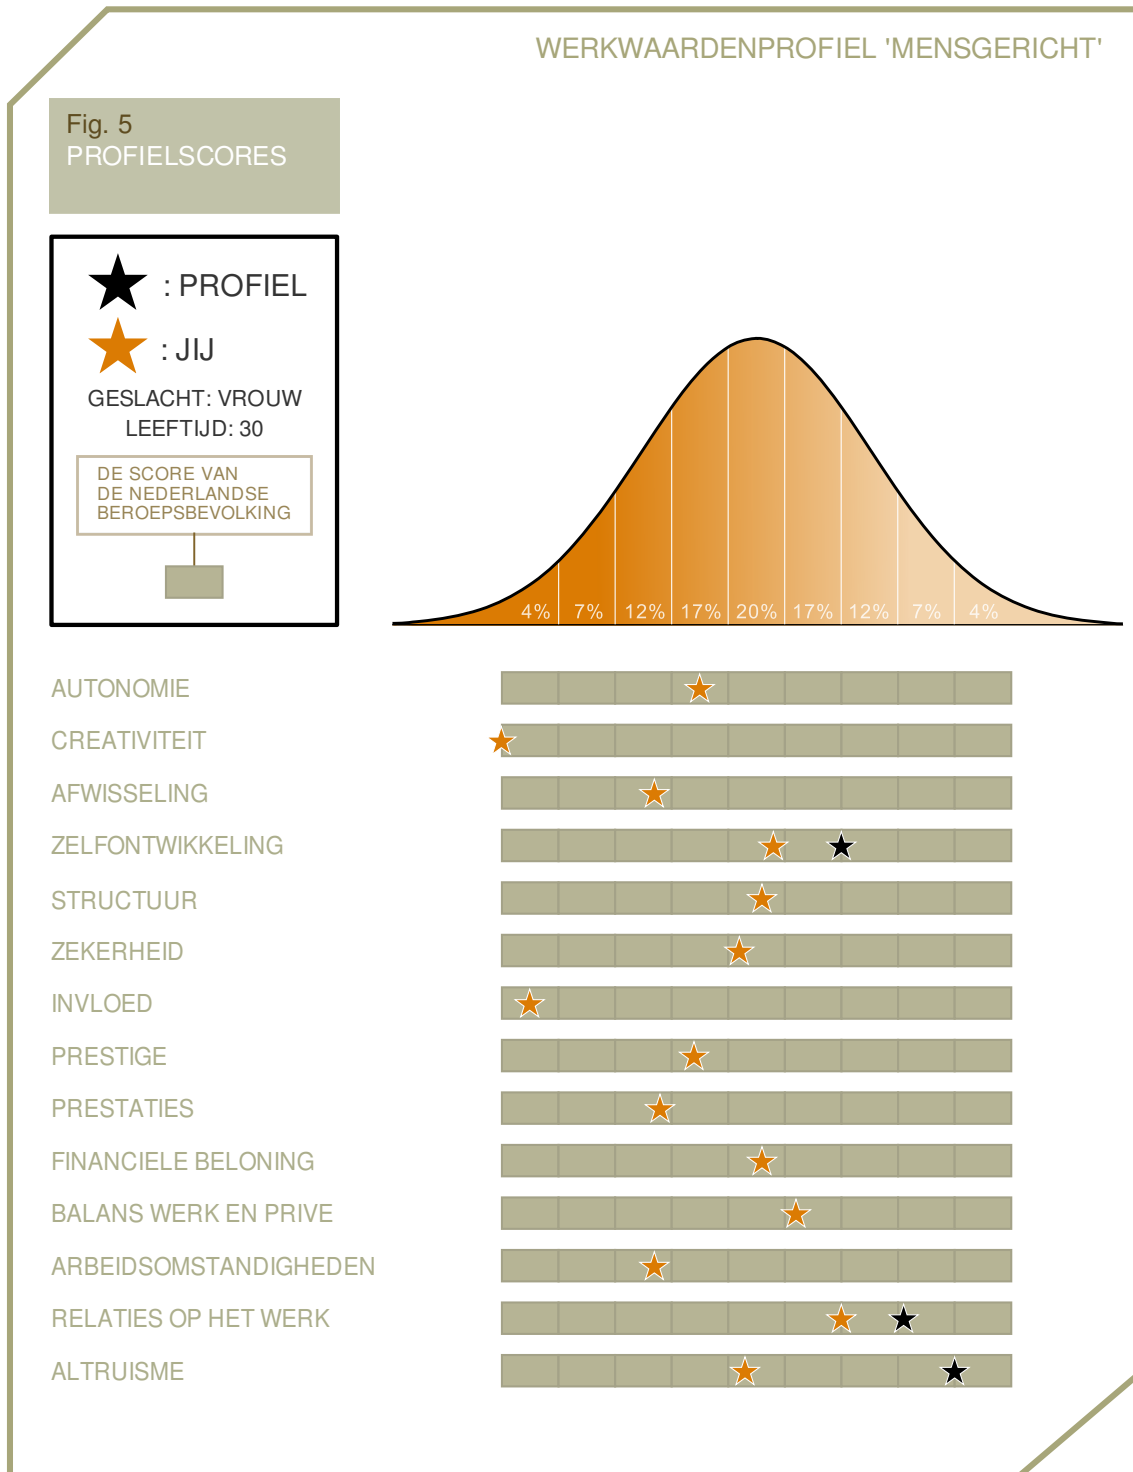 WERKWAARDENPROFIEL 'MENSGERICHT'
Fig. 5
PROFIELSCORES
: PROFIEL
: JIJ
GESLACHT: VROUW
LEEFTIJD: 30
DE SCORE VAN
DE NEDERLANDSE
BEROEPSBEVOLKING
4% 7% 12% 17% 20% 17% 12% 7% 4%
AUTONOMIE
CREATIVITEIT
AFWISSELING
ZELFONTWIKKELING
STRUCTUUR
ZEKERHEID
INVLOED
PRESTIGE
PRESTATIES
FINANCIELE BELONING
BALANS WERK EN PRIVE
ARBEIDSOMSTANDIGHEDEN
RELATIES OP HET WERK
ALTRUISME